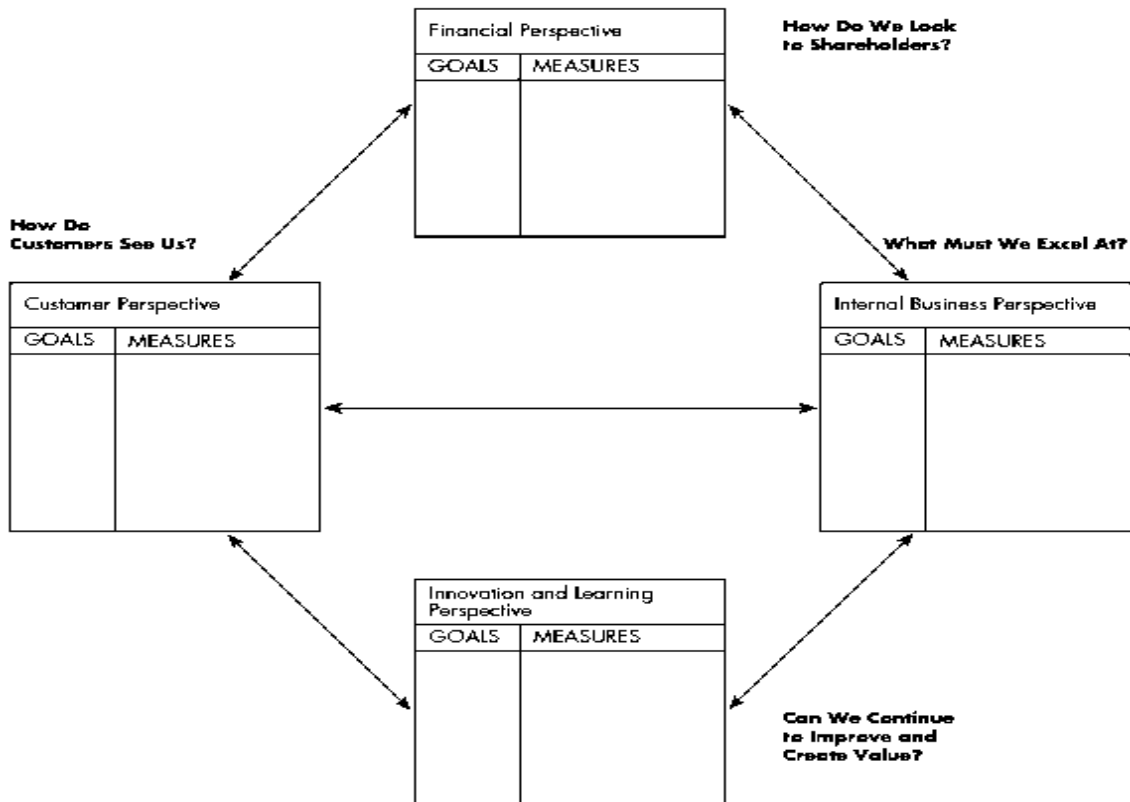 Financial Perspective
GOALS MEASURES
How Do We Look
to Shareholders?
How Do
Customers See Us?
Customer Perspective
GOALS MEASURES
What Must We Excel At?
Internal Business Perspective
GOALS MEASURES
Innovation and Learning
Perspective
GOALS MEASURES
Can We Continue
to Improve and
Create Value?